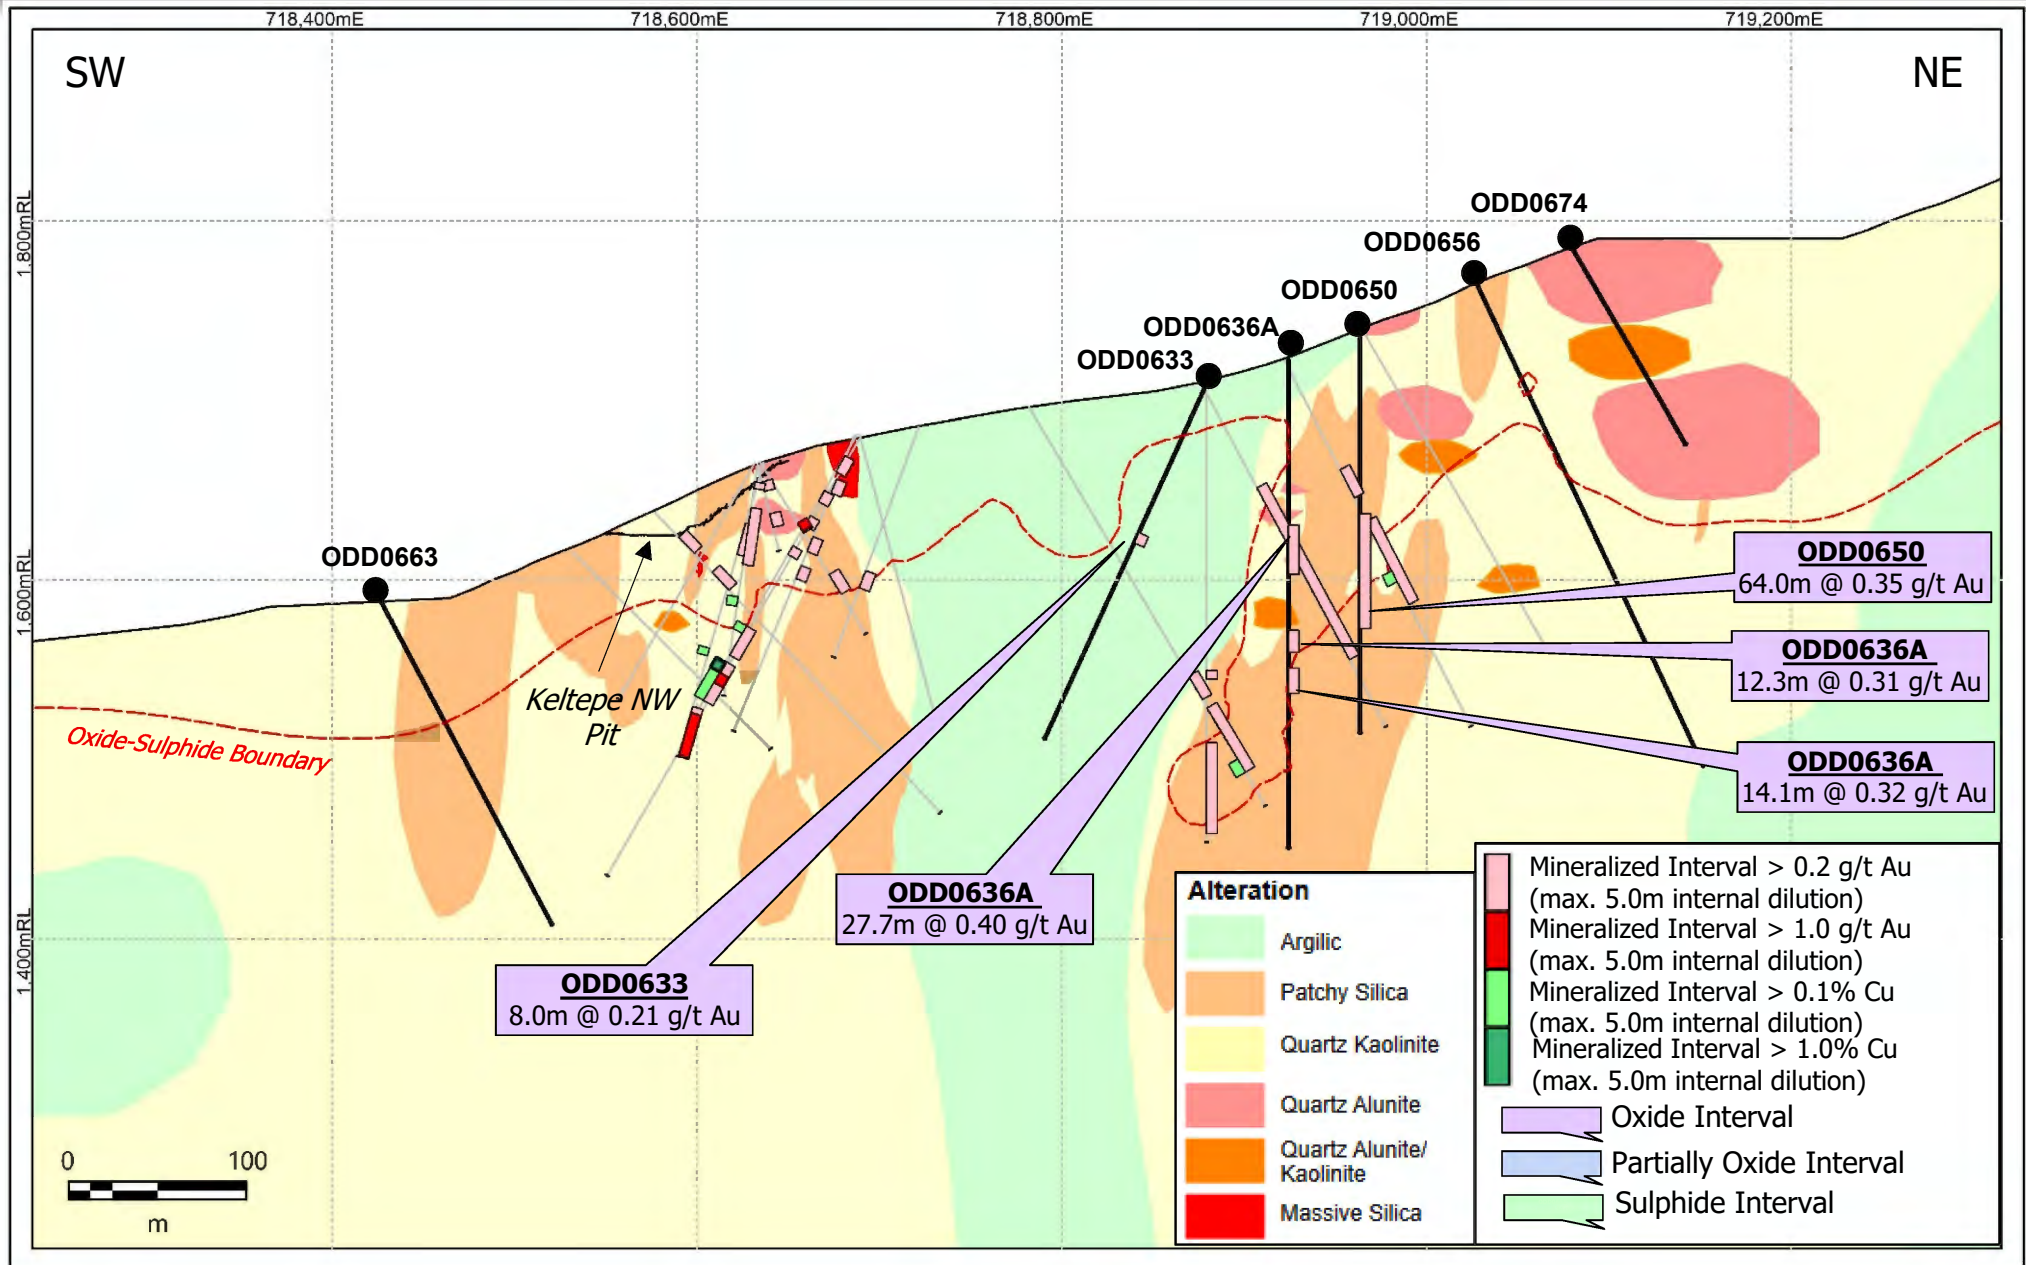 718,400mE
718,600mE
718,800mE
719,000mE
719,200mE
SW
NE
1.800mRL
1.600mRL
1.400mRL
ODD0674
ODD0656
ODD0650
ODD0636A
ODD0633
ODD0663
Keltepe NW
Pit
Oxide-Sulphide Boundary
ODD0650
64.0m @ 0.35 g/t Au
ODD0636A
12.3m @ 0.31 g/t Au
ODD0636A
14.1m @ 0.32 g/t Au
ODD0636A
27.7m @ 0.40 g/t Au
ODD0633
8.0m @ 0.21 g/t Au
0 100
m
Alteration
Argilic
Patchy Silica
Quartz Kaolinite
Quartz Alunite
Quartz Alunite/
Kaolinite
Massive Silica
Mineralized Interval > 0.2 g/t Au
(max. 5.0m internal dilution)
Mineralized Interval > 1.0 g/t Au
(max. 5.0m internal dilution)
Mineralized Interval > 0.1% Cu
(max. 5.0m internal dilution)
Mineralized Interval > 1.0% Cu
(max. 5.0m internal dilution)
Oxide Interval
Partially Oxide Interval
Sulphide Interval